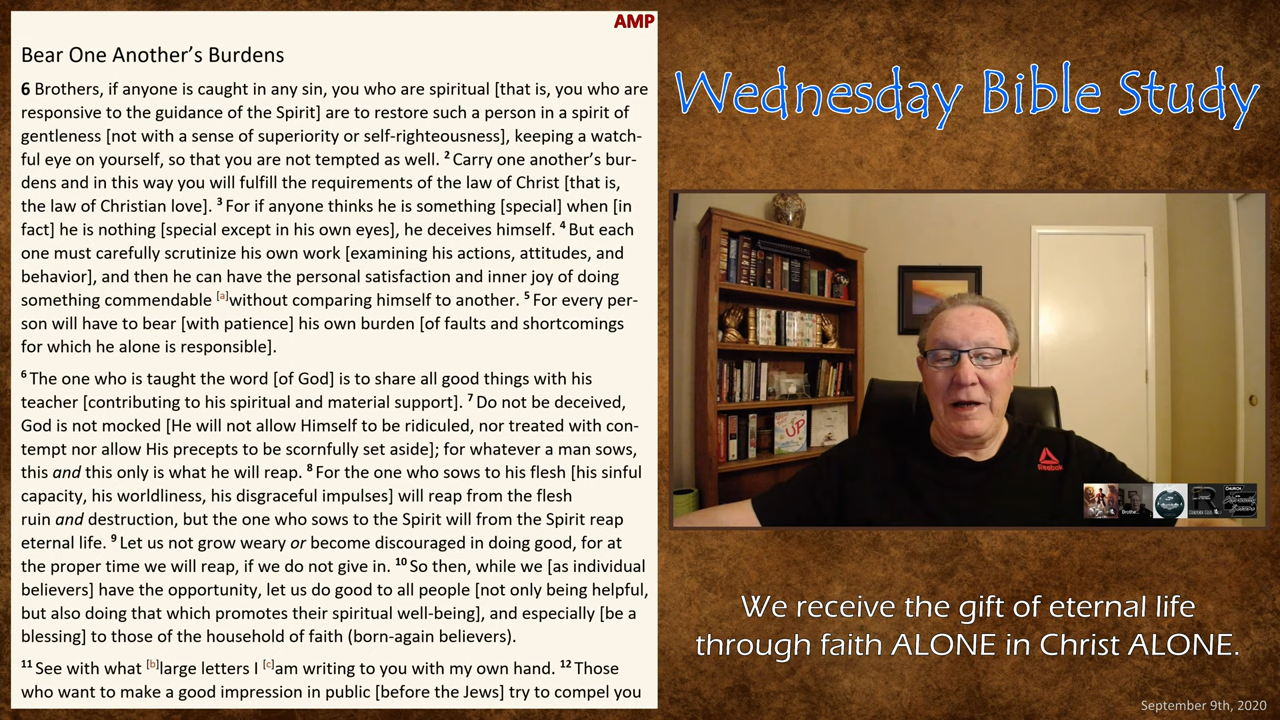 AMP
Bear One Another's Burdens
6 Brothers, if anyone is caught in any sin, you who are spiritual [that is, you who are
responsive to the guidance of the Spirit] are to restore such a person in a spirit of
gentleness [not with a sense of superiority or self-righteousness], keeping a watch-
ful eye on yourself, so that you are not tempted as well. 2 Carry one another's bur-
dens and in this way you will fulfill the requirements of the law of Christ [that is,
the law of Christian love]. 3 For if anyone thinks he is something [special] when [in
fact] he is nothing [special except in his own eyes], he deceives himself. 4 But each
one must carefully scrutinize his own work [examining his actions, attitudes, and
behavior], and then he can have the personal satisfaction and inner joy of doing
something commendable [a]without comparing himself to another. 5 For every per-
son will have to bear [with patience] his own burden [of faults and shortcomings
for which he alone is responsible].
6 The one who is taught the word [of God] is to share all good things with his
teacher [contributing to his spiritual and material support]. 7 Do not be deceived,
God is not mocked [He will not allow Himself to be ridiculed, nor treated with con-
tempt nor allow His precepts to be scornfully set aside]; for whatever a man sows,
this and this only is what he will reap. 8 For the one who sows to his flesh [his sinful
capacity, his worldliness, his disgraceful impulses] will reap from the flesh
ruin and destruction, but the one who sows to the Spirit will from the Spirit reap
eternal life. 9 Let us not grow weary or become discouraged in doing good, for at
the proper time we will reap, if we do not give in. 10 So then, while we [as individual
believers] have the opportunity, let us do good to all people [not only being helpful,
but also doing that which promotes their spiritual well-being], and especially [be a
blessing] to those of the household of faith (born-again believers).
11 See with what [b]large letters I [c]am writing to you with my own hand. 12 Those
who want to make a good impression in public [before the Jews] try to compel you
Wednesday Bible Study
UP
Reebok
Brothe...
CHURCH
We receive the gift of eternal life
through faith ALONE in Christ ALONE.
September 9th, 2020